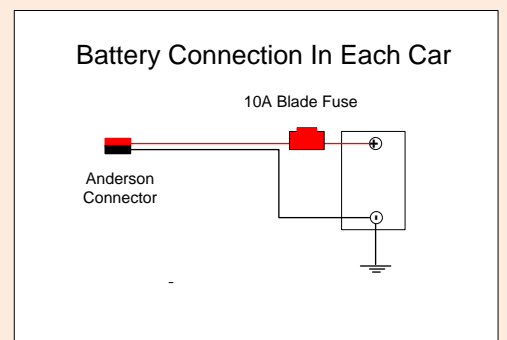 Battery Connection In Each Car
10A Blade Fuse
+
Anderson
Connector
-
-